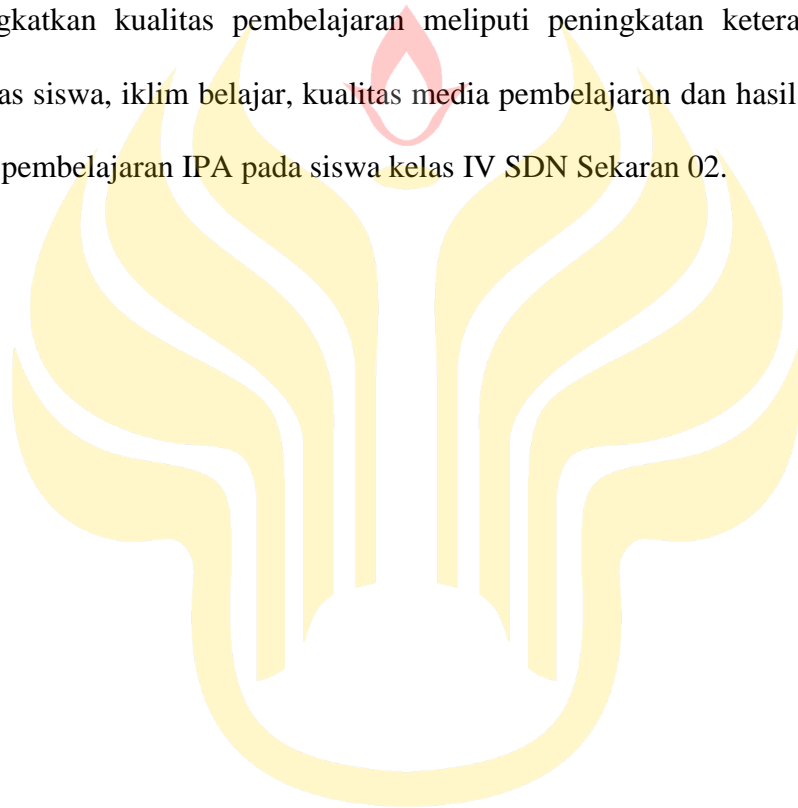 gkatkan kualitas pembelajaran meliputi peningkatan ketera
as siswa, iklim belajar, kualitas media pembelajaran dan hasil
pembelajaran IPA pada siswa kelas IV SDN Sekaran 02.